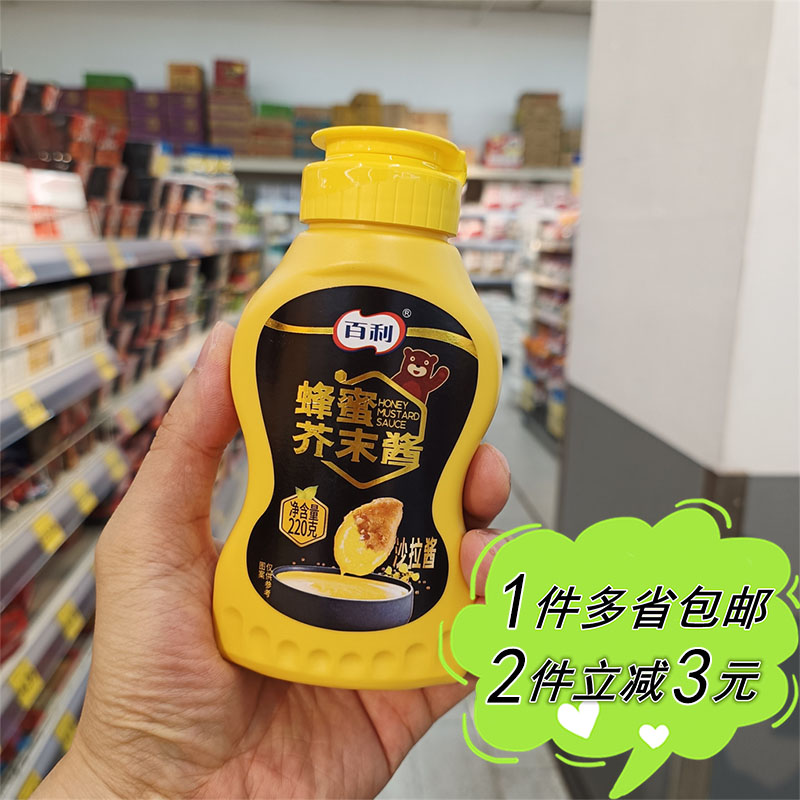 百利®
蜂蜜
HONEY
MUSTARD
SAUCE
芥末酱
净含量
220克
沙拉酱
图案仅供参考
1件多省包邮
2件立减3元